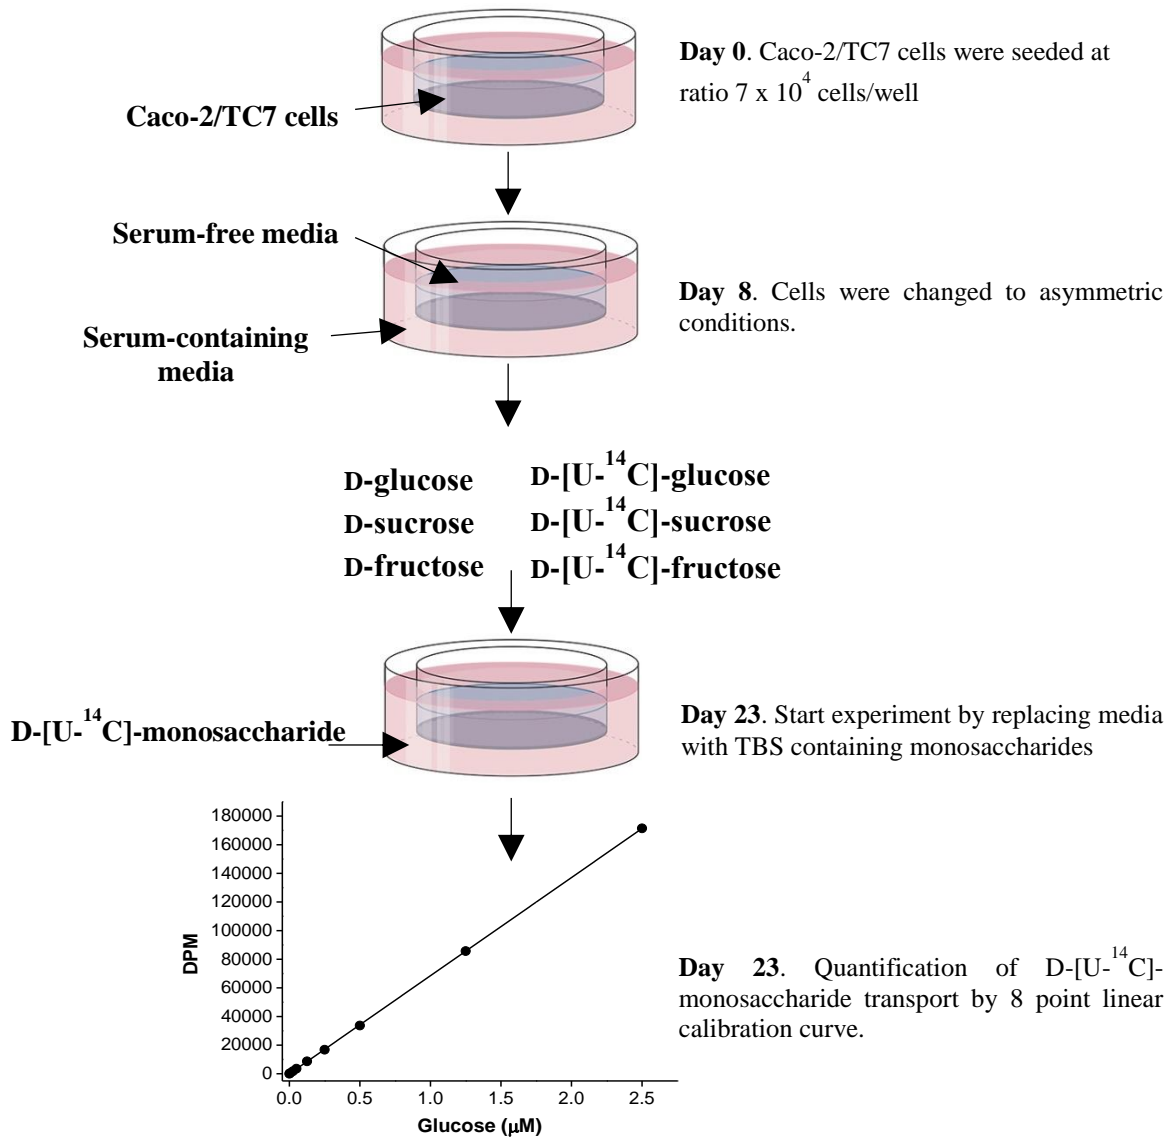 Day 0. Caco-2/TC7 cells were seeded at
ratio 7 x 10⁴ cells/well
Caco-2/TC7 cells
Serum-free media
Day 8. Cells were changed to asymmetric
conditions.
Serum-containing
media
D-glucose D-[U-¹⁴C]-glucose
D-sucrose D-[U-¹⁴C]-sucrose
D-fructose D-[U-¹⁴C]-fructose
D-[U-¹⁴C]-monosaccharide
Day 23. Start experiment by replacing media
with TBS containing monosaccharides
180000
160000
140000
120000
100000
80000
60000
40000
20000
0
DPM
0.0 0.5 1.0 1.5 2.0 2.5
Glucose (μM)
Day 23. Quantification of D-[U-¹⁴C]-
monosaccharide transport by 8 point linear
calibration curve.